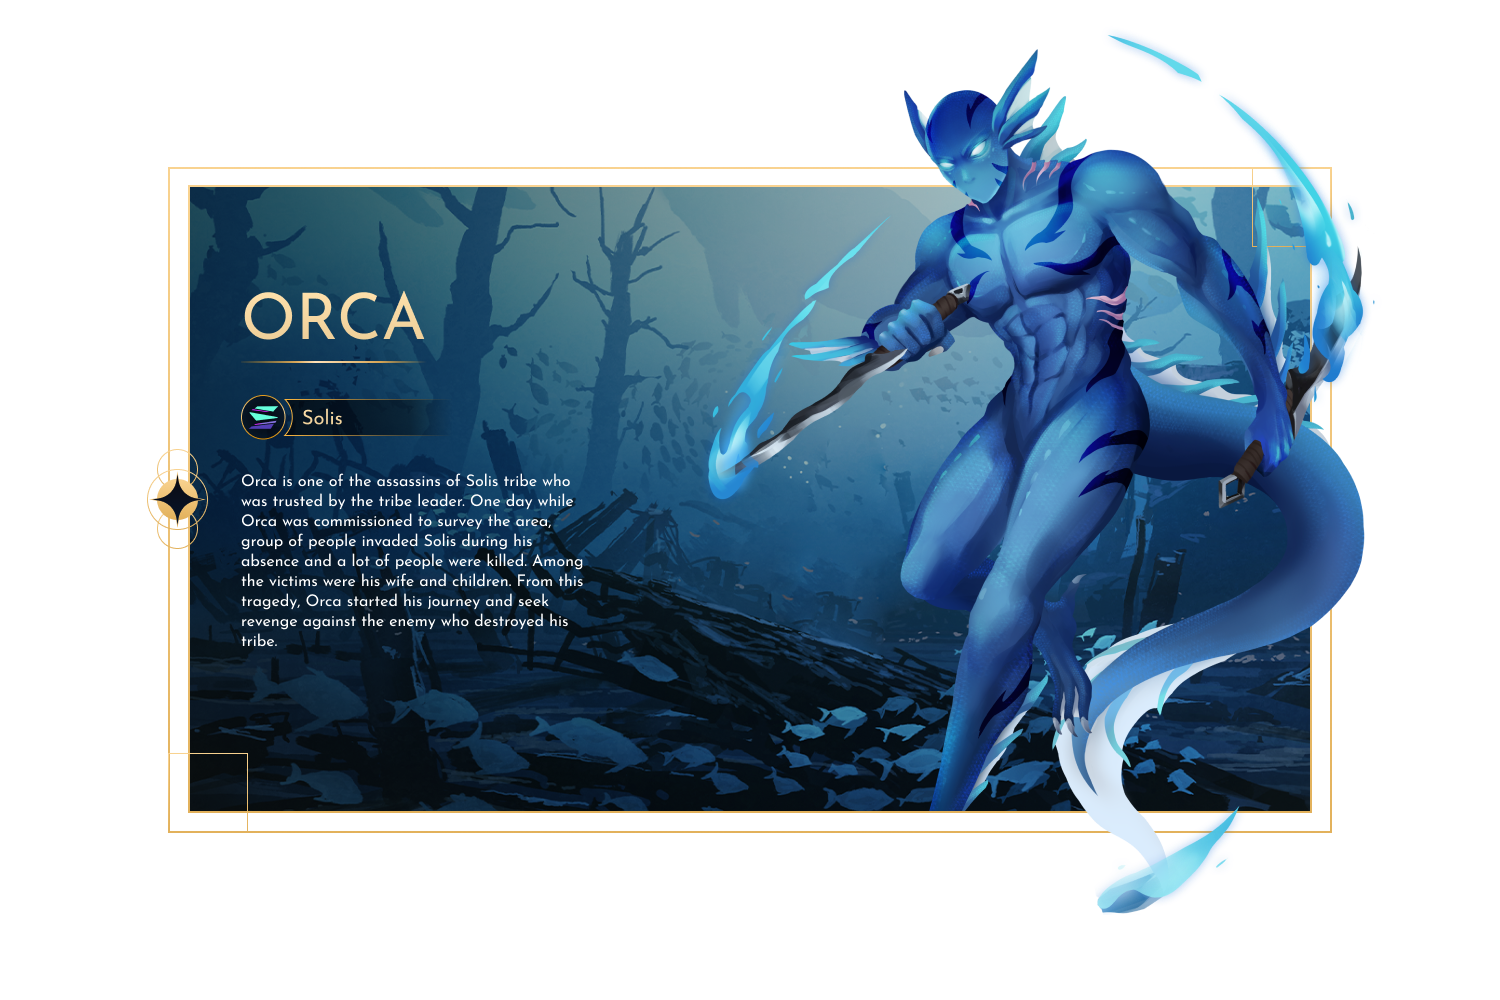 ORCA
Solis
Orca is one of the assassins of Solis tribe who
was trusted by the tribe leader. One day while
Orca was commissioned to survey the area,
group of people invaded Solis during his
absence and a lot of people were killed. Among
the victims were his wife and children. From this
tragedy, Orca started his journey and seek
revenge against the enemy who destroyed his
tribe.